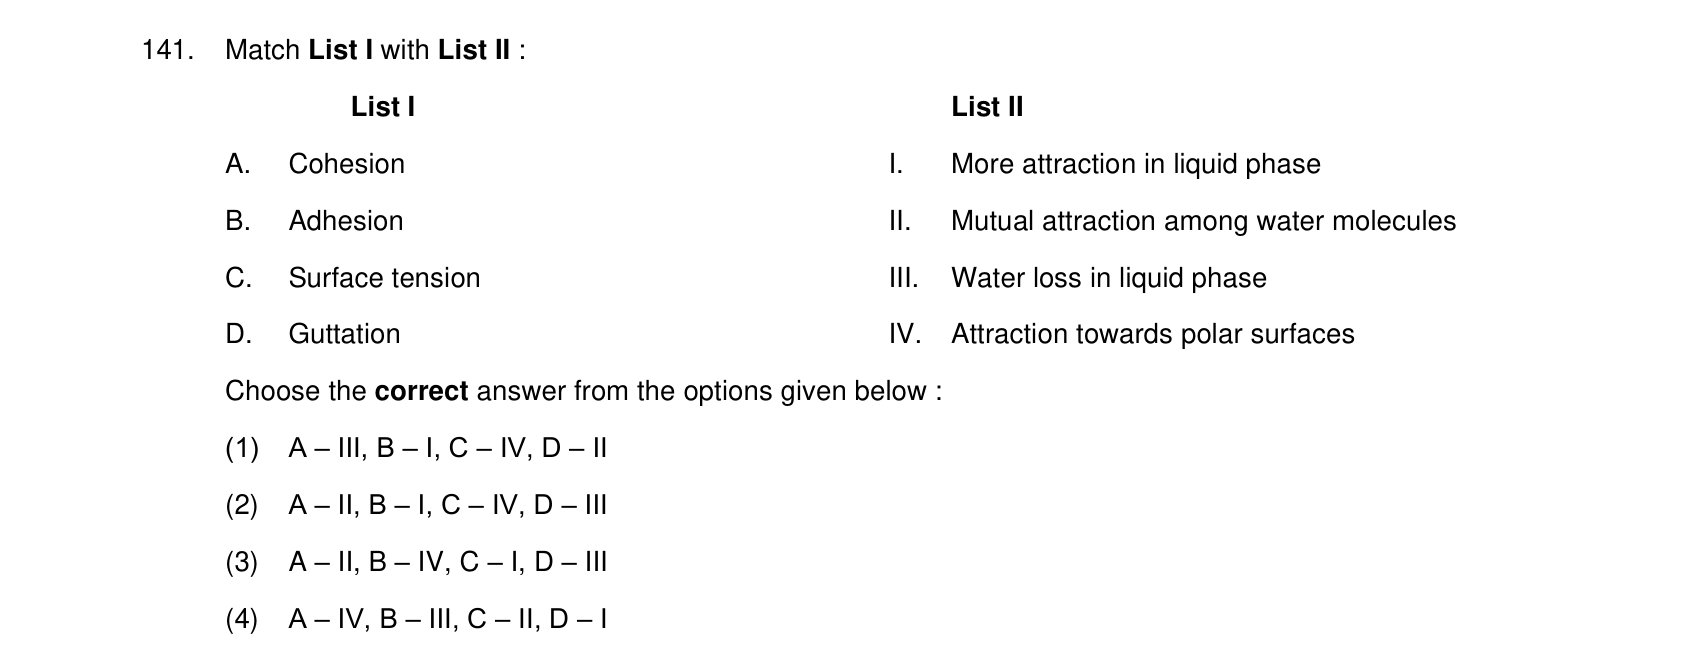 141. Match List I with List II :
List I List II
A. Cohesion I. More attraction in liquid phase
B. Adhesion II. Mutual attraction among water molecules
C. Surface tension III. Water loss in liquid phase
D. Guttation IV. Attraction towards polar surfaces
Choose the correct answer from the options given below :
(1) A – III, B – I, C – IV, D – II
(2) A – II, B – I, C – IV, D – III
(3) A – II, B – IV, C – I, D – III
(4) A – IV, B – III, C – II, D – I